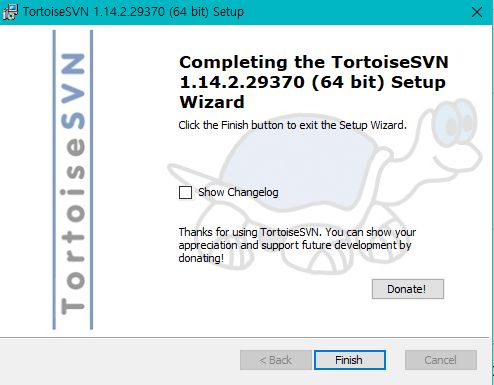 TortoiseSVN 1.14.2.29370 (64 bit) Setup
TortoiseSVN
Completing the TortoiseSVN
1.14.2.29370 (64 bit) Setup
Wizard
Click the Finish button to exit the Setup Wizard.
Show Changelog
Thanks for using TortoiseSVN. You can show your
appreciation and support future development by
donating!
Donate!
< Back
Finish
Cancel